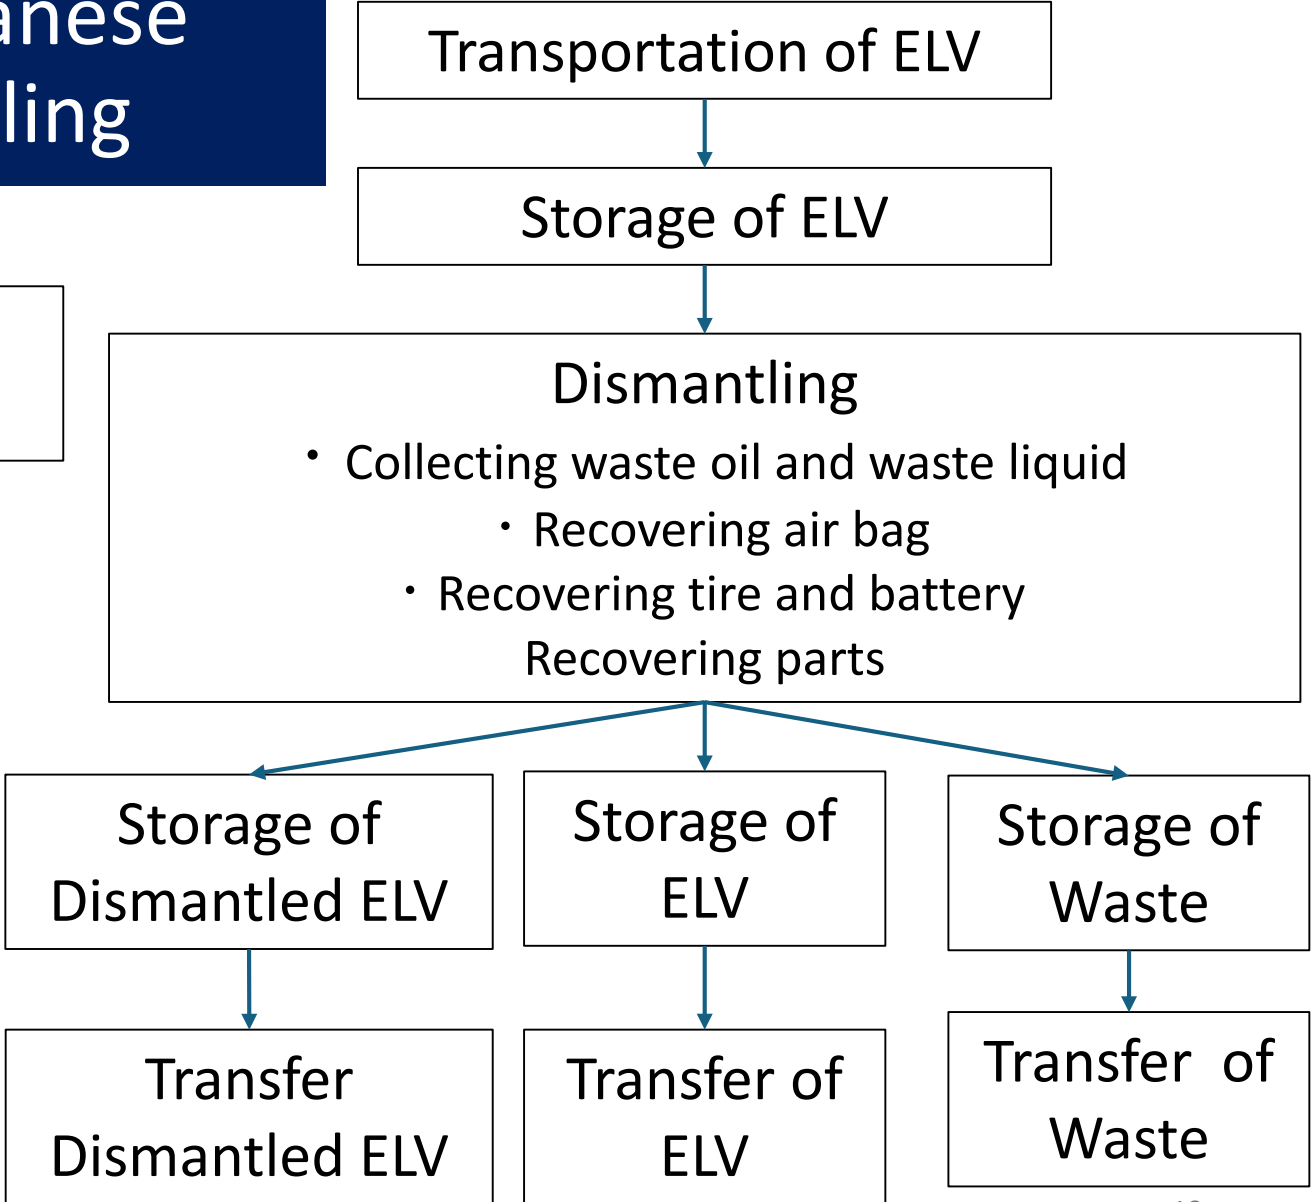 anese
ling
Transportation of ELV
Storage of ELV
Dismantling
・Collecting waste oil and waste liquid
・Recovering air bag
・Recovering tire and battery
Recovering parts
Storage of
Dismantled ELV
Storage of
ELV
Storage of
Waste
Transfer
Dismantled ELV
Transfer of
ELV
Transfer  of
Waste